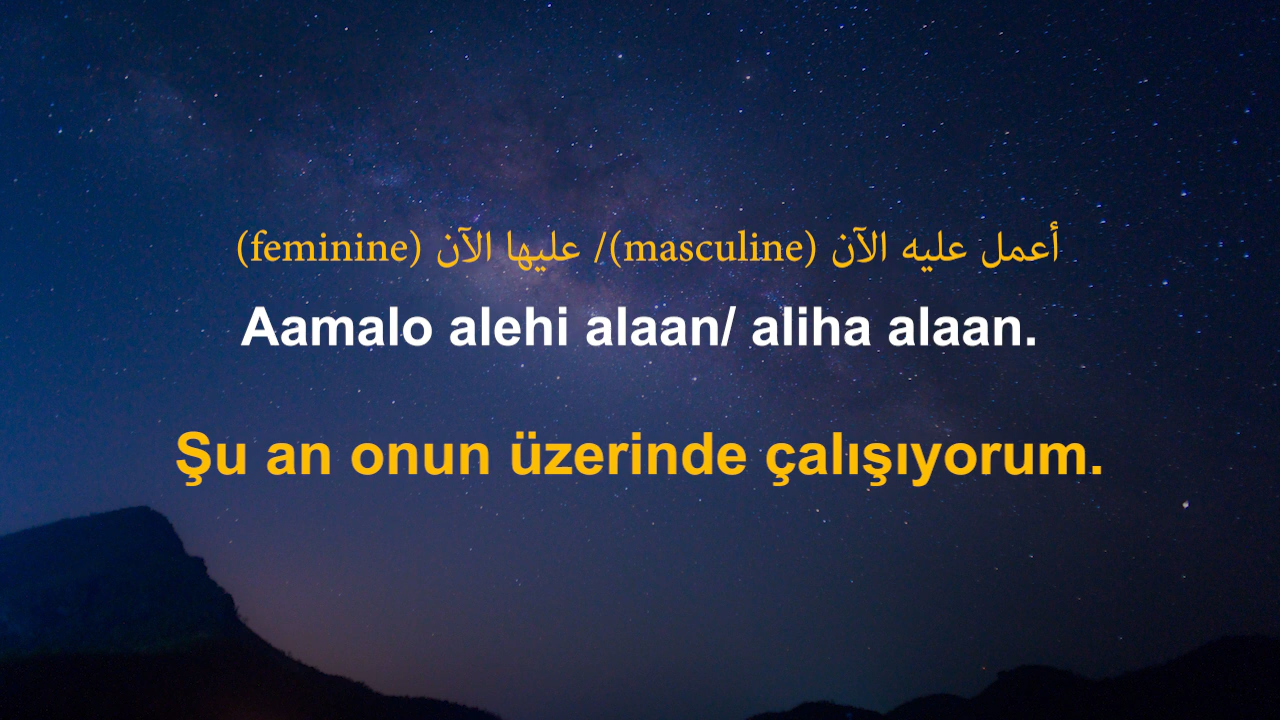 أعمل عليه الآن (masculine)/ عليها الآن (feminine)
Aamalo alehi alaan/ aliha alaan.
Şu an onun üzerinde çalışıyorum.